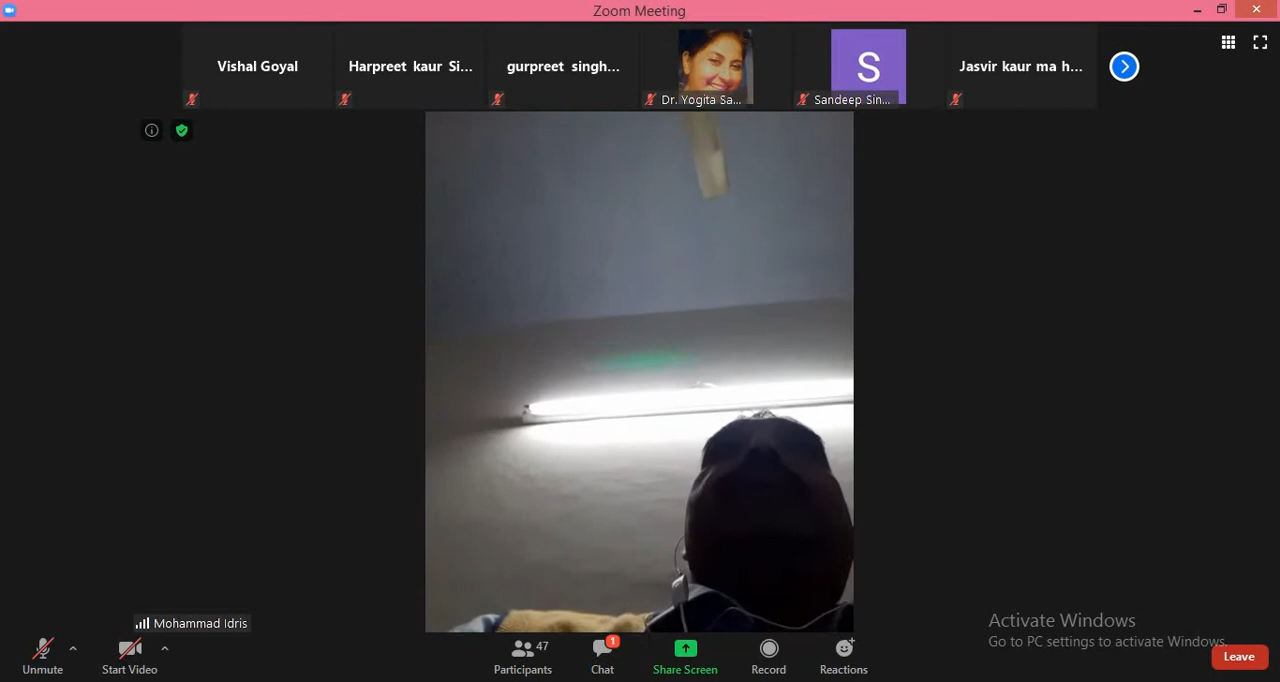 Zoom Meeting
Vishal Goyal
Harpreet kaur Si...
gurpreet singh...
Dr. Yogita Sa...
S
Sandeep Sin...
Jasvir kaur ma h...
Mohammad Idris
Activate Windows
Go to PC settings to activate Windows.
Unmute
Start Video
Participants
47
Chat
1
Share Screen
Record
Reactions
Leave